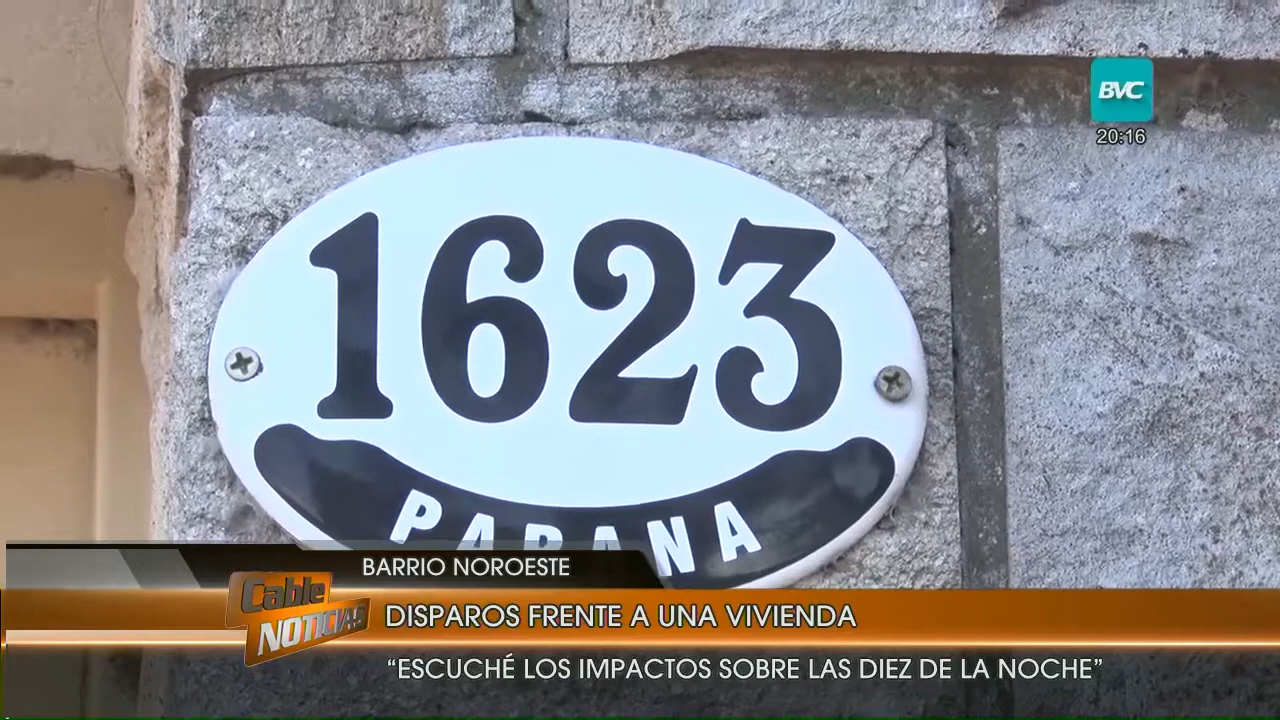 BVC
20:16
1623
PARANA
BARRIO NOROESTE
Cable
NOTICIAS
DISPAROS FRENTE A UNA VIVIENDA
“ESCUCHÉ LOS IMPACTOS SOBRE LAS DIEZ DE LA NOCHE”